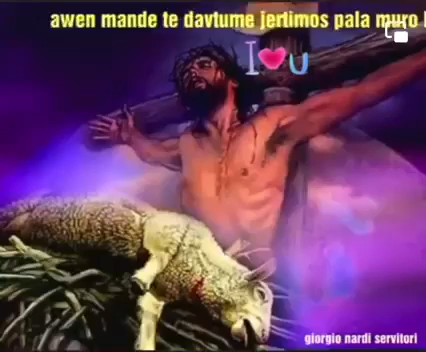 awen mande te davtume jertimos pala muro
I u
giorgio nardi servitori